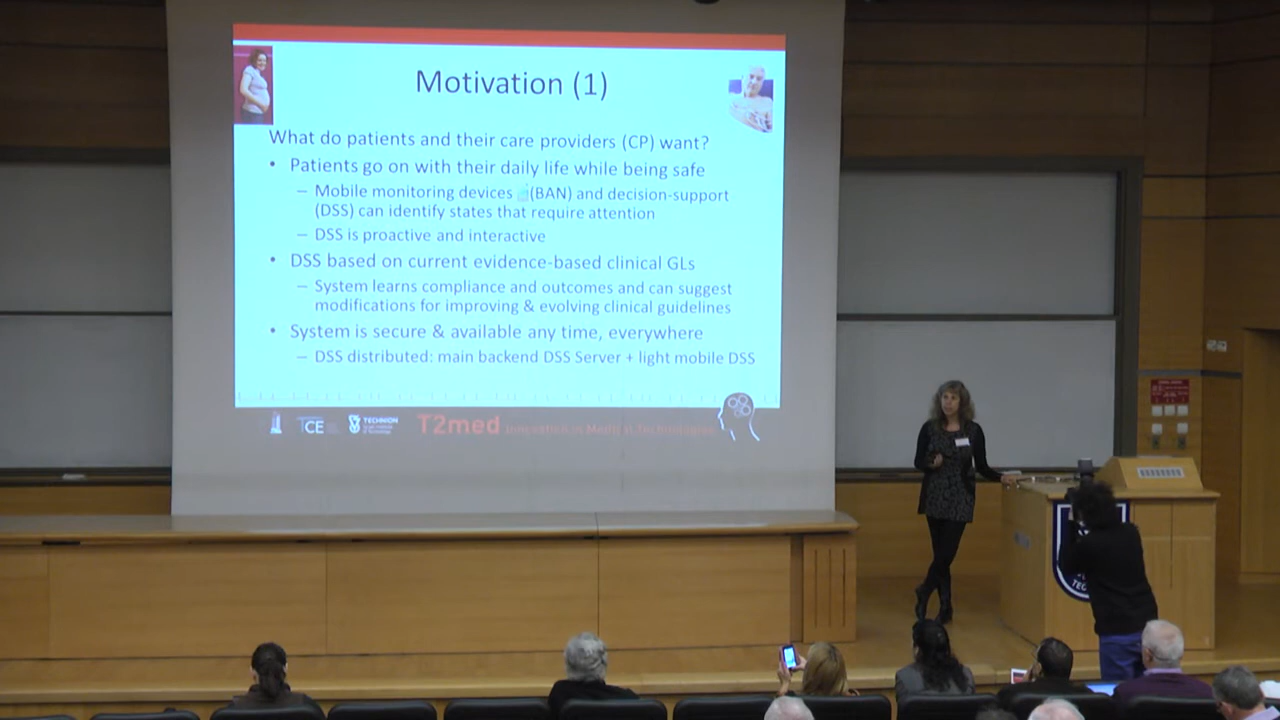 Motivation (1)
What do patients and their care providers (CP) want?
• Patients go on with their daily life while being safe
– Mobile monitoring devices (BAN) and decision-support
(DSS) can identify states that require attention
– DSS is proactive and interactive
• DSS based on current evidence-based clinical GLs
– System learns compliance and outcomes and can suggest
modifications for improving & evolving clinical guidelines
• System is secure & available any time, everywhere
– DSS distributed: main backend DSS Server + light mobile DSS
TCE
TECHNION
T2med Innovation in Medical Technologies